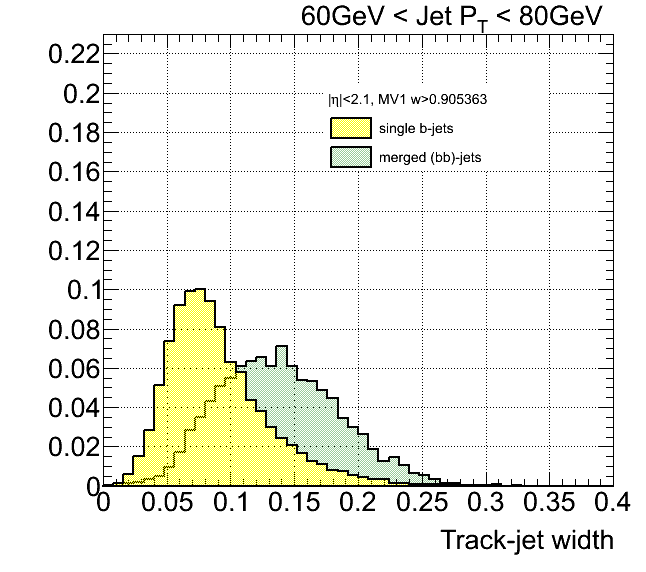 60GeV < Jet P_T < 80GeV
0.22
0.2
0.18
0.16
0.14
0.12
0.1
0.08
0.06
0.04
0.02
0
|η|<2.1, MV1 w>0.905363
single b-jets
merged (bb)-jets
0 0.05 0.1 0.15 0.2 0.25 0.3 0.35 0.4
Track-jet width